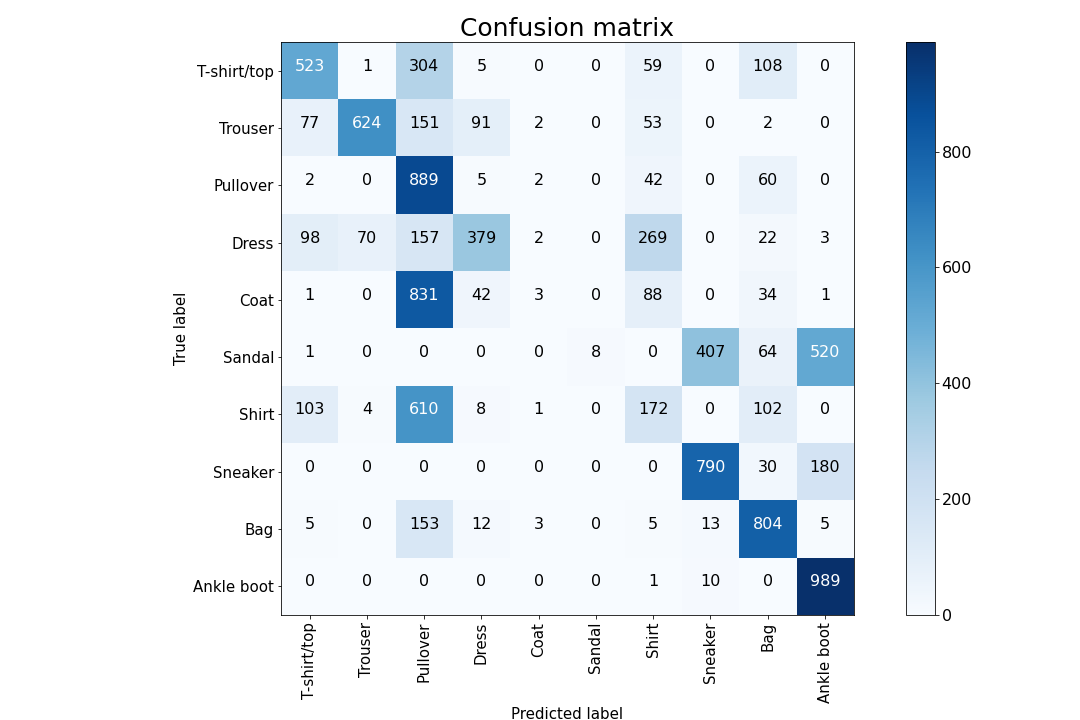 Confusion matrix
T-shirt/top 523 1 304 5 0 0 59 0 108 0
Trouser 77 624 151 91 2 0 53 0 2 0
Pullover 2 0 889 5 2 0 42 0 60 0
Dress 98 70 157 379 2 0 269 0 22 3
Coat 1 0 831 42 3 0 88 0 34 1
Sandal 1 0 0 0 0 8 0 407 64 520
Shirt 103 4 610 8 1 0 172 0 102 0
Sneaker 0 0 0 0 0 0 0 790 30 180
Bag 5 0 153 12 3 0 5 13 804 5
Ankle boot 0 0 0 0 0 0 1 10 0 989
True label
T-shirt/top
Trouser
Pullover
Dress
Coat
Sandal
Shirt
Sneaker
Bag
Ankle boot
Predicted label
800
600
400
200
0